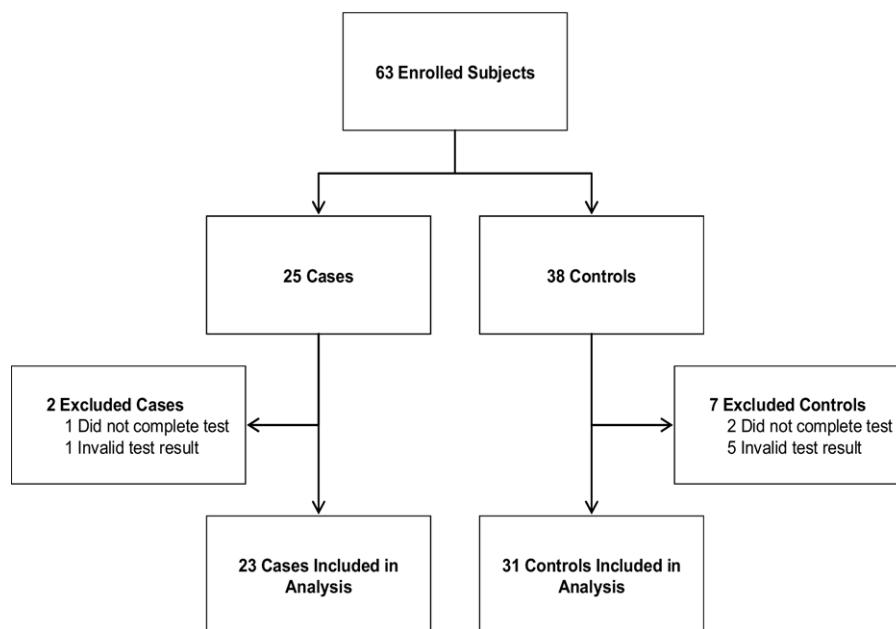 63 Enrolled Subjects
25 Cases
38 Controls
2 Excluded Cases
1 Did not complete test
1 Invalid test result
7 Excluded Controls
2 Did not complete test
5 Invalid test result
23 Cases Included in
Analysis
31 Controls Included in
Analysis